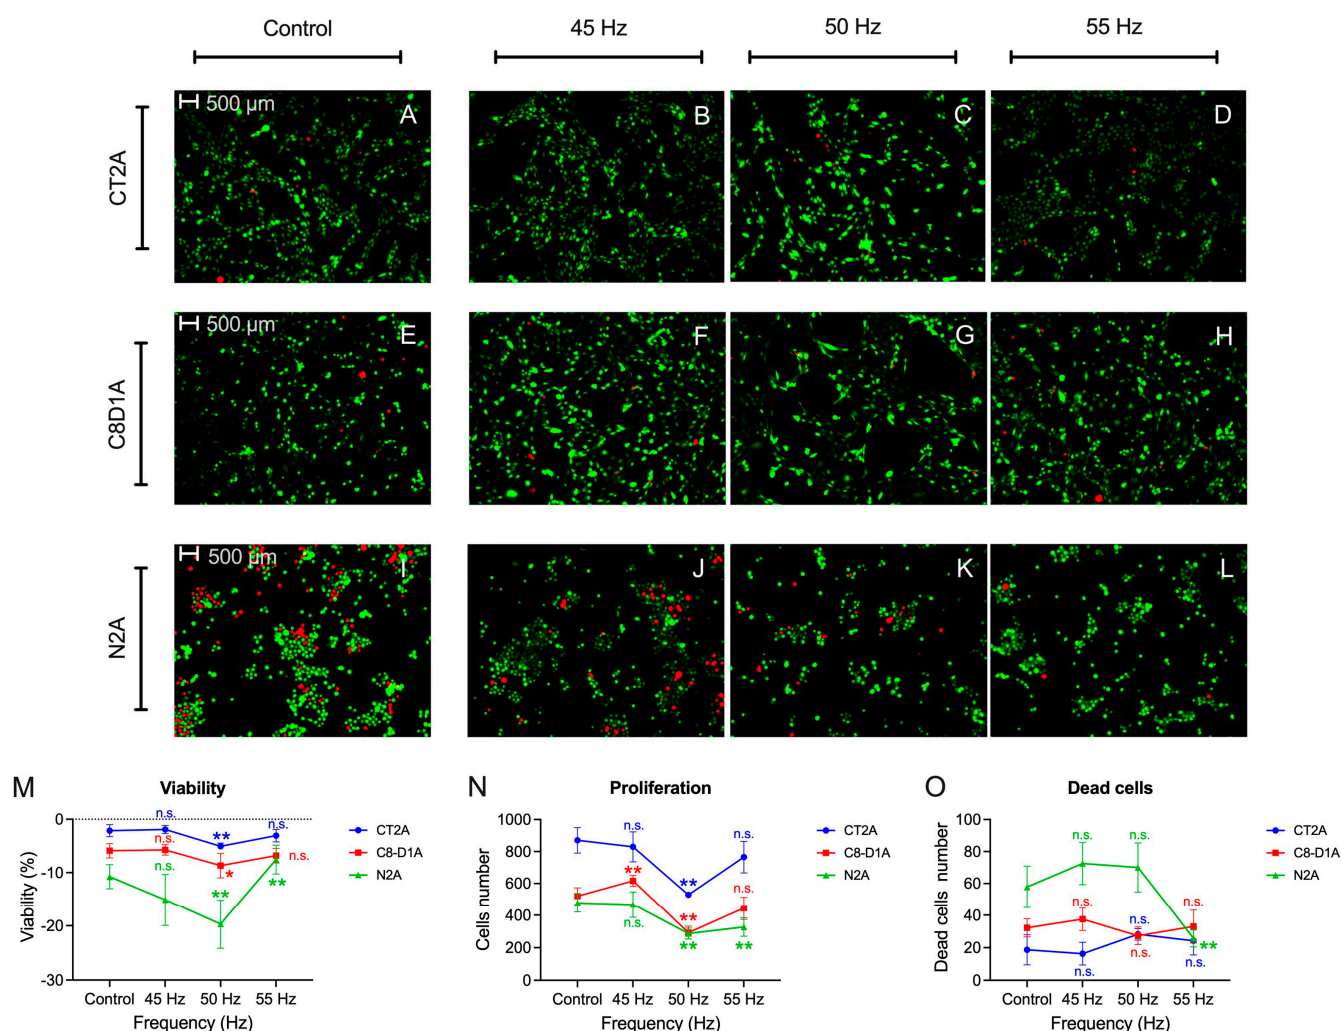 Control 45 Hz 50 Hz 55 Hz
CT2A
500 µm A B C D
C8D1A
500 µm E F G H
N2A
500 µm I J K L
M Viability
0
-10
-20
-30
Viability (%)
n.s. ** n.s.
n.s. * n.s.
n.s. ** **
Control 45 Hz 50 Hz 55 Hz
Frequency (Hz)
CT2A
C8-D1A
N2A
N Proliferation
1000
800
600
400
200
0
Cells number
n.s. ** n.s.
** ** n.s.
n.s. ** **
Control 45 Hz 50 Hz 55 Hz
Frequency (Hz)
CT2A
C8-D1A
N2A
O Dead cells
100
80
60
40
20
0
Dead cells number
n.s. n.s. **
n.s. n.s. n.s.
n.s. n.s. n.s.
Control 45 Hz 50 Hz 55 Hz
Frequency (Hz)
CT2A
C8-D1A
N2A